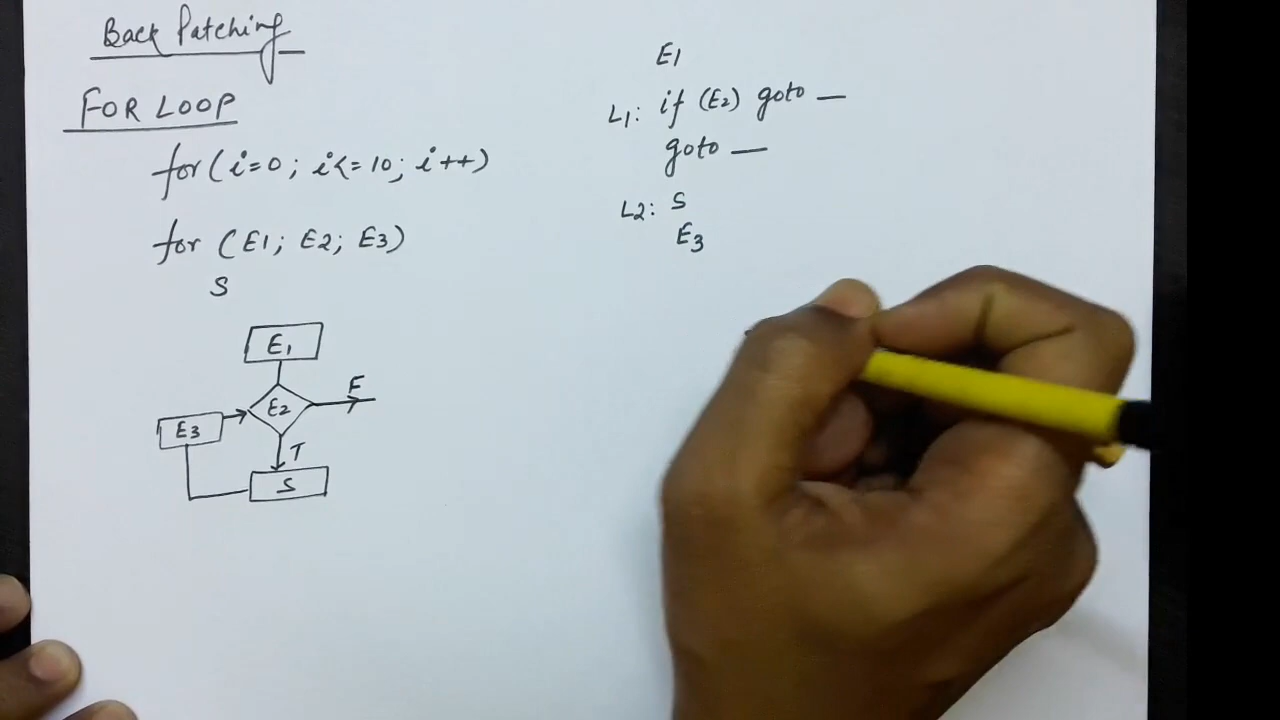 Back Patching
FOR LOOP
for(i=0; i<=10; i++)
for (E1; E2; E3)
S
E1
E2
F
E3
T
S
E1
L1: if (E2) goto —
goto —
L2: S
E3